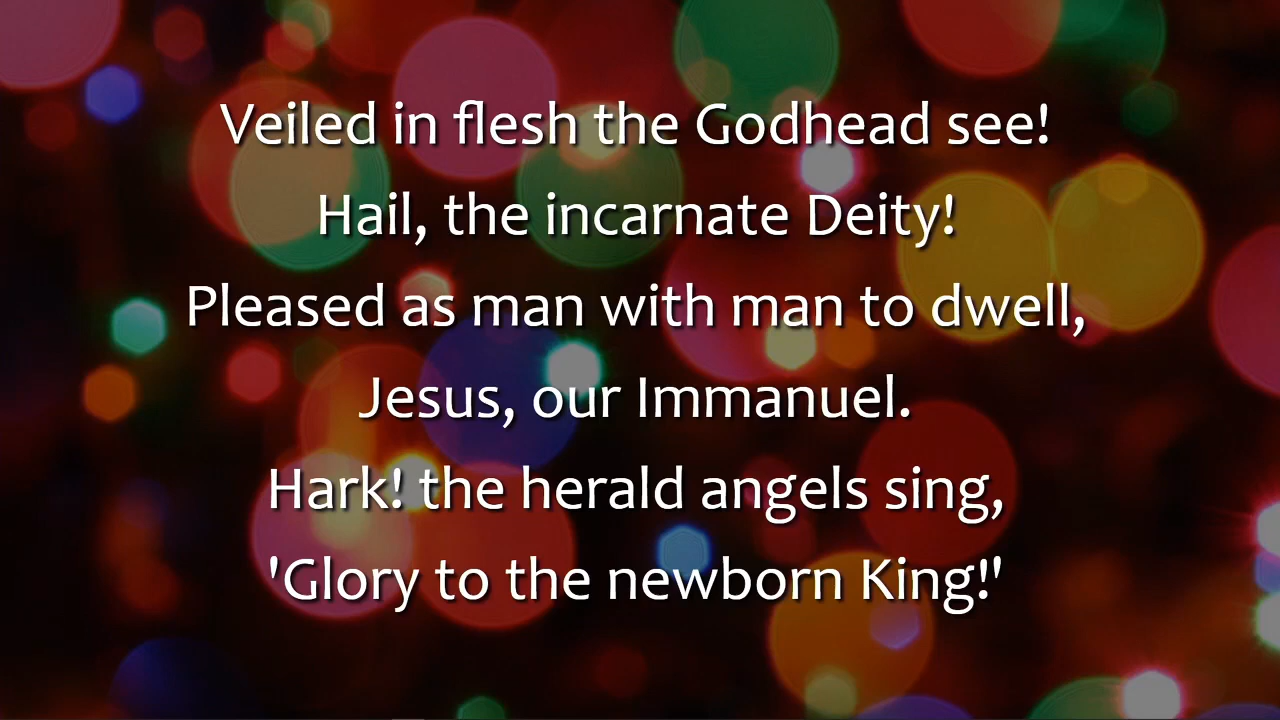 Veiled in flesh the Godhead see!
Hail, the incarnate Deity!
Pleased as man with man to dwell,
Jesus, our Immanuel.
Hark! the herald angels sing,
'Glory to the newborn King!'